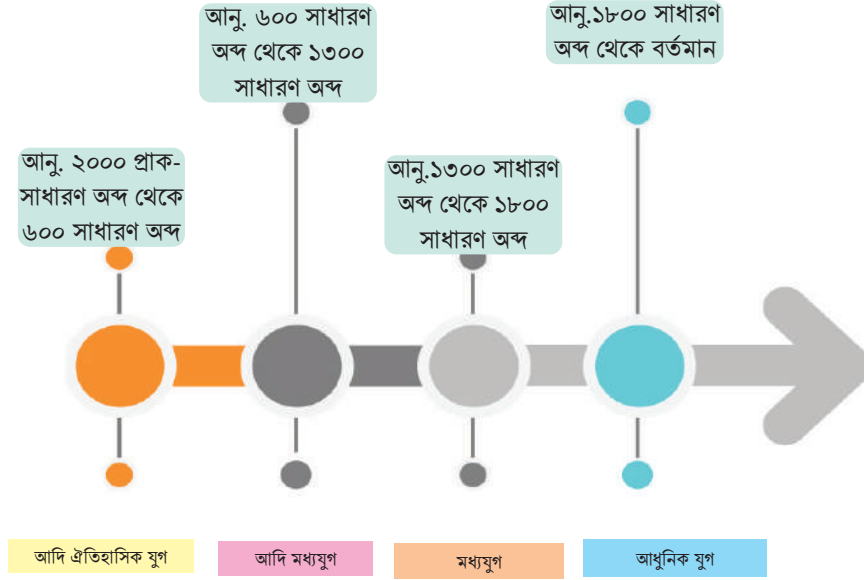 আনু. ৬০০ সাধারণ
অব্দ থেকে ১৩০০
সাধারণ অব্দ
আনু.১৮০০ সাধারণ
অব্দ থেকে বর্তমান
আনু. ২০০০ প্রাক-
সাধারণ অব্দ থেকে
৬০০ সাধারণ অব্দ
আনু.১৩০০ সাধারণ
অব্দ থেকে ১৮০০
সাধারণ অব্দ
আদি ঐতিহাসিক যুগ
আদি মধ্যযুগ
মধ্যযুগ
আধুনিক যুগ